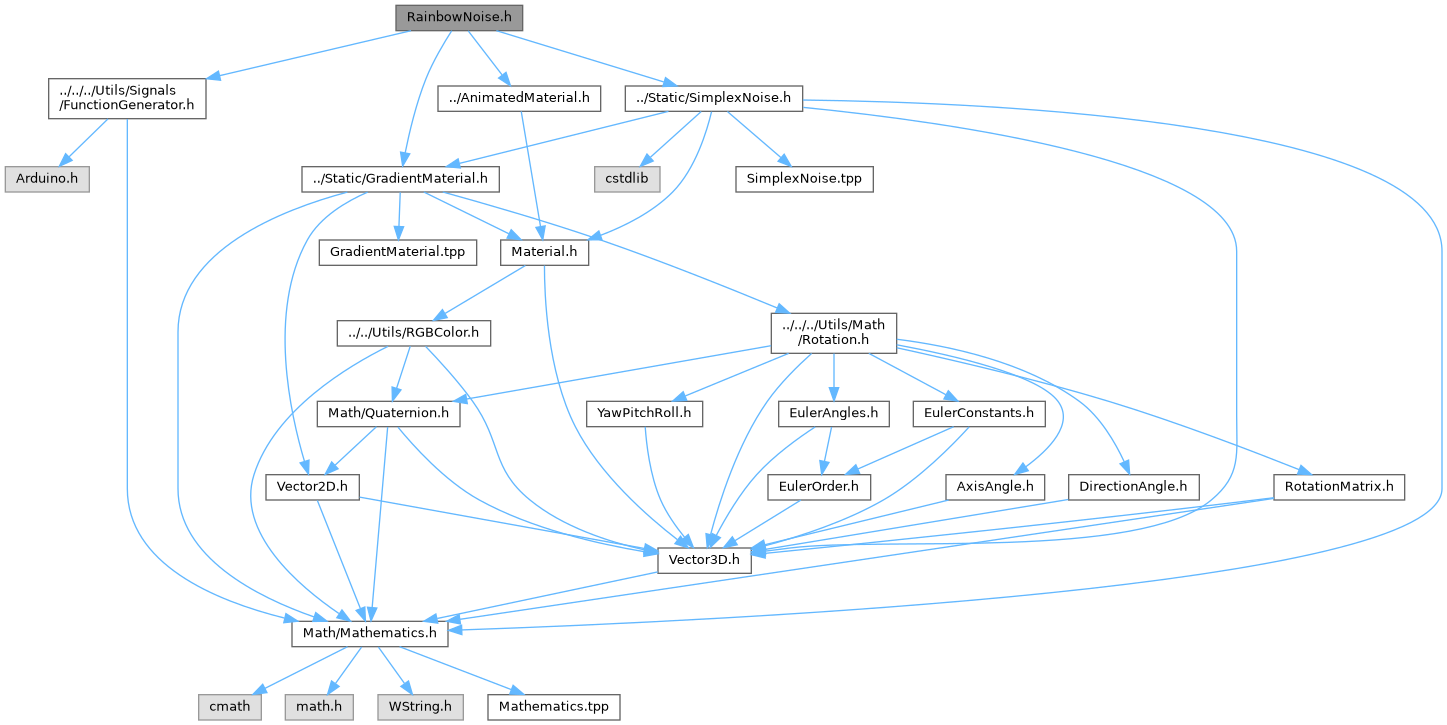 RainbowNoise.h
../../../Utils/Signals
/FunctionGenerator.h
../AnimatedMaterial.h
../Static/SimplexNoise.h
Arduino.h
../Static/GradientMaterial.h
cstdlib
SimplexNoise.tpp
GradientMaterial.tpp
Material.h
../../Utils/RGBColor.h
../../../Utils/Math
/Rotation.h
Math/Quaternion.h
YawPitchRoll.h
EulerAngles.h
EulerConstants.h
Vector2D.h
EulerOrder.h
AxisAngle.h
DirectionAngle.h
RotationMatrix.h
Vector3D.h
Math/Mathematics.h
cmath
math.h
WString.h
Mathematics.tpp